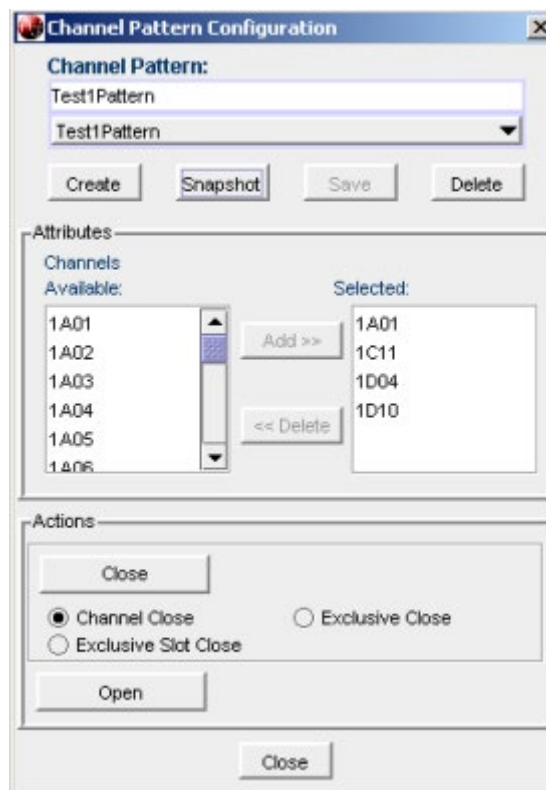 Channel Pattern Configuration
Channel Pattern:
Test1Pattern
Test1Pattern
Create Snapshot Save Delete
Attributes
Channels
Available: Selected:
1A01 1A01
1A02 Add >> 1C11
1A03 1D04
1A04 1D10
1A05 << Delete
1A06
Actions
Close
Channel Close Exclusive Close
Exclusive Slot Close
Open
Close